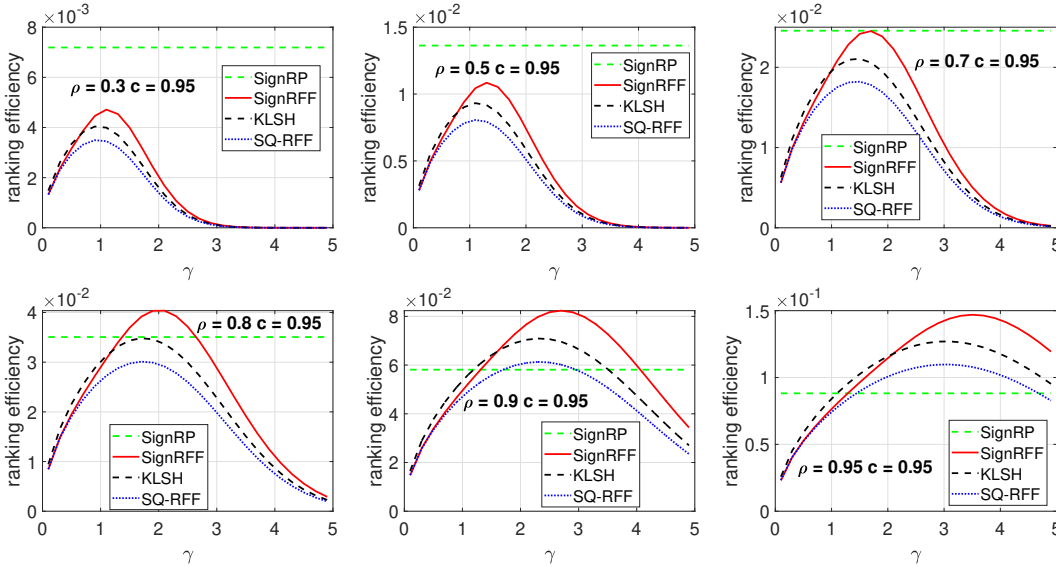 ×10-3
8
6
4
2
0
ranking efficiency
ρ = 0.3 c = 0.95
SignRP
SignRFF
KLSH
SQ-RFF
0 1 2 3 4 5
γ
×10-2
1.5
1
0.5
0
ranking efficiency
ρ = 0.5 c = 0.95
SignRP
SignRFF
KLSH
SQ-RFF
0 1 2 3 4 5
γ
×10-2
2
1
0
ranking efficiency
ρ = 0.7 c = 0.95
SignRP
SignRFF
KLSH
SQ-RFF
0 1 2 3 4 5
γ
×10-2
4
3
2
1
0
ranking efficiency
ρ = 0.8 c = 0.95
SignRP
SignRFF
KLSH
SQ-RFF
0 1 2 3 4 5
γ
×10-2
8
6
4
2
0
ranking efficiency
ρ = 0.9 c = 0.95
SignRP
SignRFF
KLSH
SQ-RFF
0 1 2 3 4 5
γ
×10-1
1.5
1
0.5
0
ranking efficiency
ρ = 0.95 c = 0.95
SignRP
SignRFF
KLSH
SQ-RFF
0 1 2 3 4 5
γ